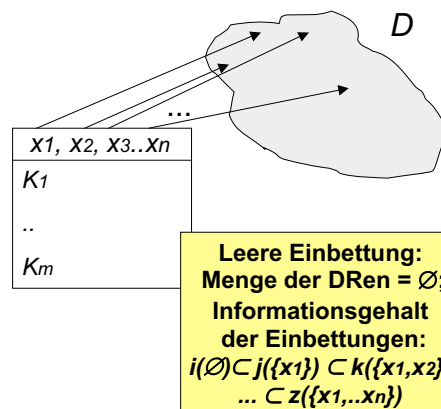 D
...
x1, x2, x3..xn
K1
..
Km
Leere Einbettung:
Menge der DRen = ∅;
Informationsgehalt
der Einbettungen:
i(∅)⊂ j({x1}) ⊂ k({x1,x2}
... ⊂ z({x1,..xn})